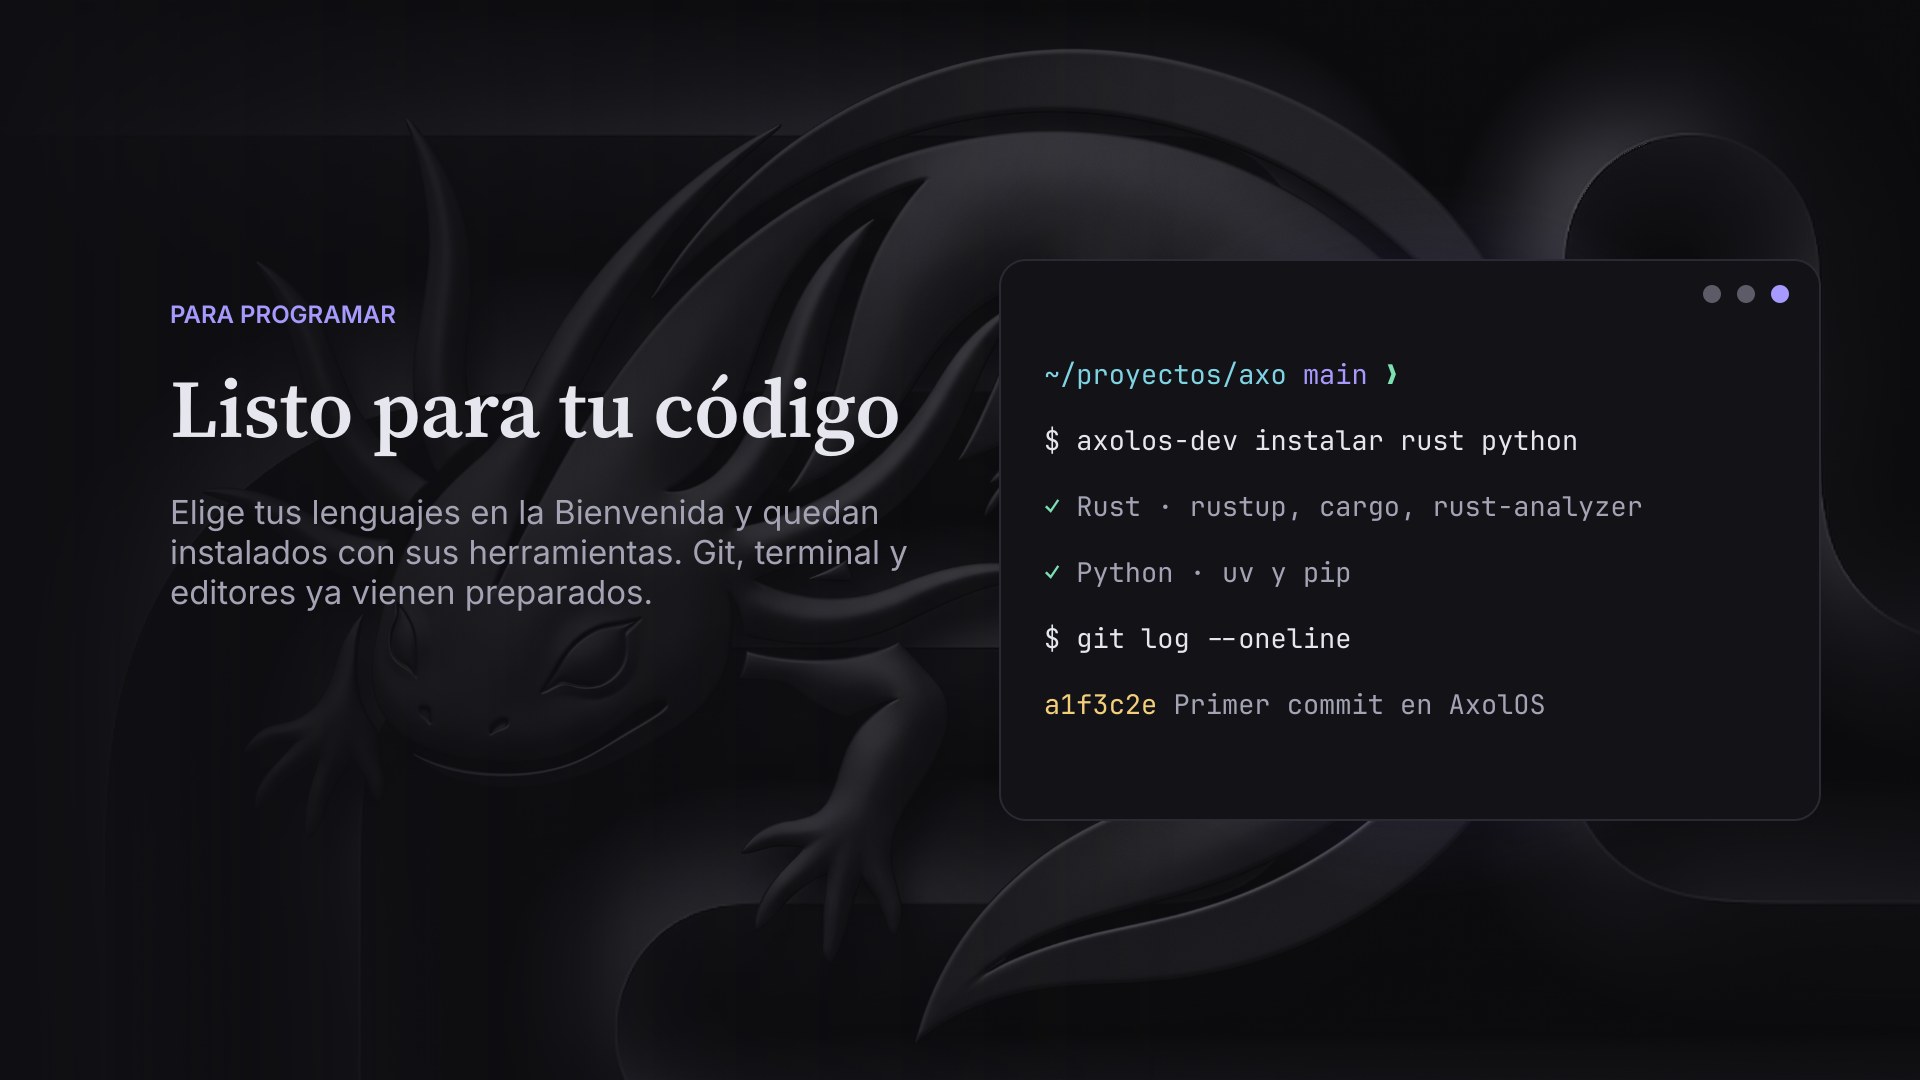 PARA PROGRAMAR
Listo para tu código
Elige tus lenguajes en la Bienvenida y quedan
instalados con sus herramientas. Git, terminal y
editores ya vienen preparados.
~/proyectos/axo main ❯
$ axolos-dev instalar rust python
✓ Rust · rustup, cargo, rust-analyzer
✓ Python · uv y pip
$ git log --oneline
a1f3c2e Primer commit en AxolOS